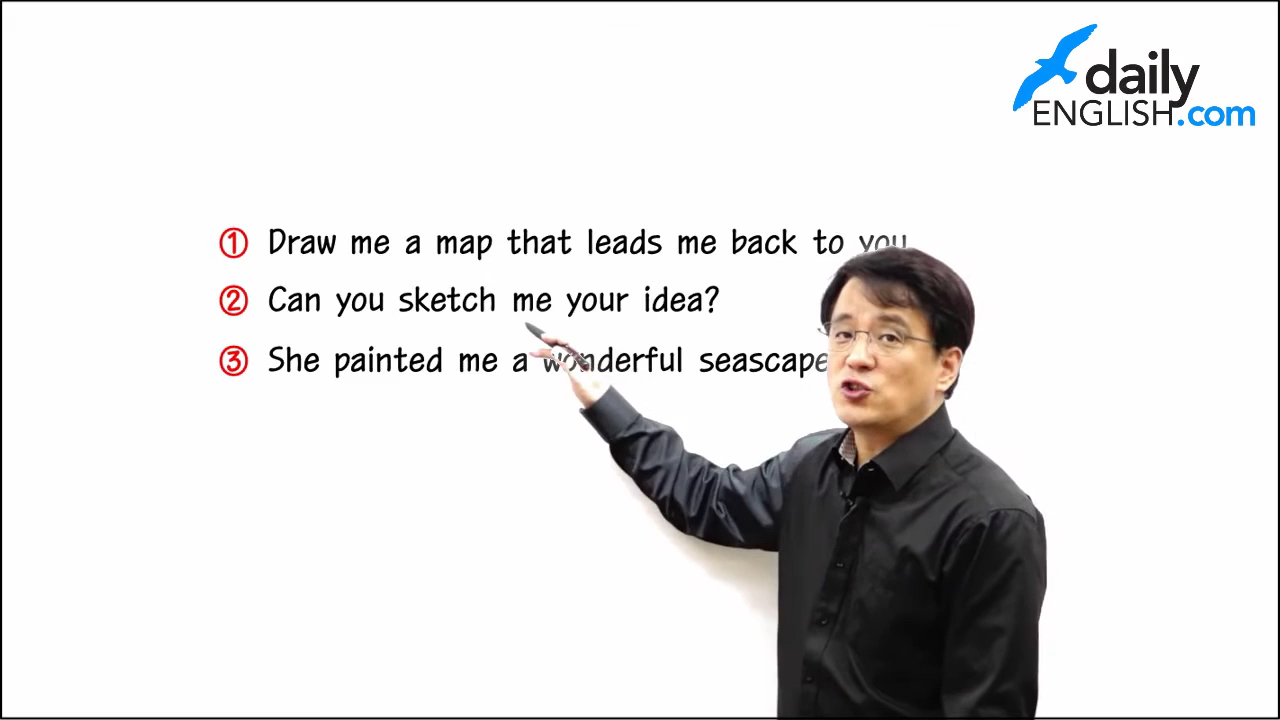 daily
ENGLISH.com
① Draw me a map that leads me back to you
② Can you sketch me your idea?
③ She painted me a wonderful seascape